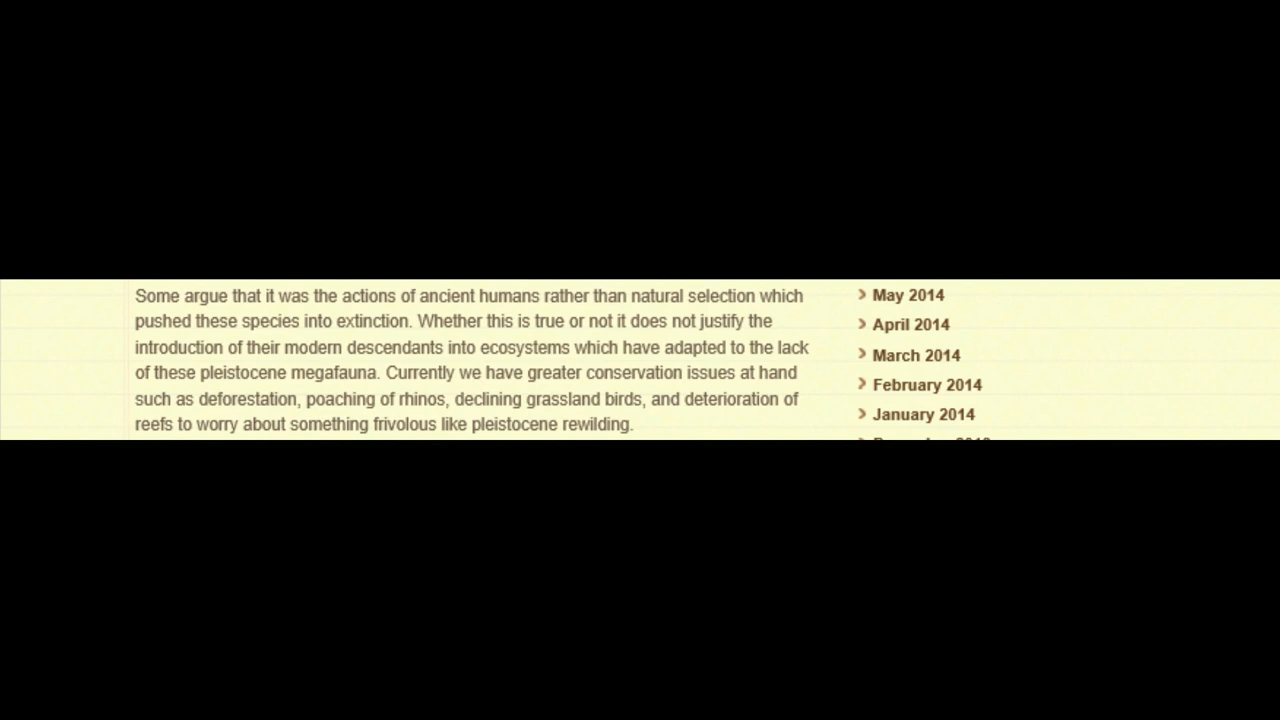 Some argue that it was the actions of ancient humans rather than natural selection which
pushed these species into extinction. Whether this is true or not it does not justify the
introduction of their modern descendants into ecosystems which have adapted to the lack
of these pleistocene megafauna. Currently we have greater conservation issues at hand
such as deforestation, poaching of rhinos, declining grassland birds, and deterioration of
reefs to worry about something frivolous like pleistocene rewilding.
May 2014
April 2014
March 2014
February 2014
January 2014